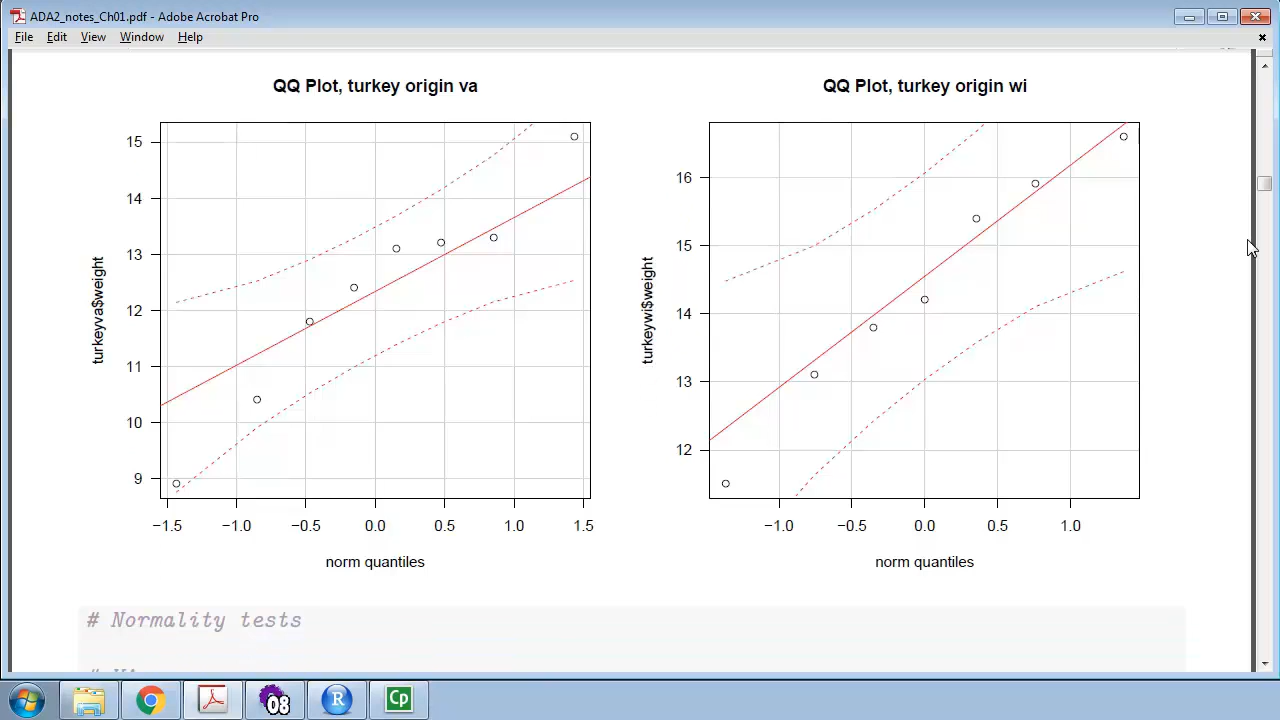 ADA2_notes_Ch01.pdf - Adobe Acrobat Pro
File Edit View Window Help
QQ Plot, turkey origin va
15
14
13
12
11
10
9
turkeyva$weight
−1.5 −1.0 −0.5 0.0 0.5 1.0 1.5
norm quantiles
QQ Plot, turkey origin wi
16
15
14
13
12
turkeywi$weight
−1.0 −0.5 0.0 0.5 1.0
norm quantiles
# Normality tests
08
R
Cp